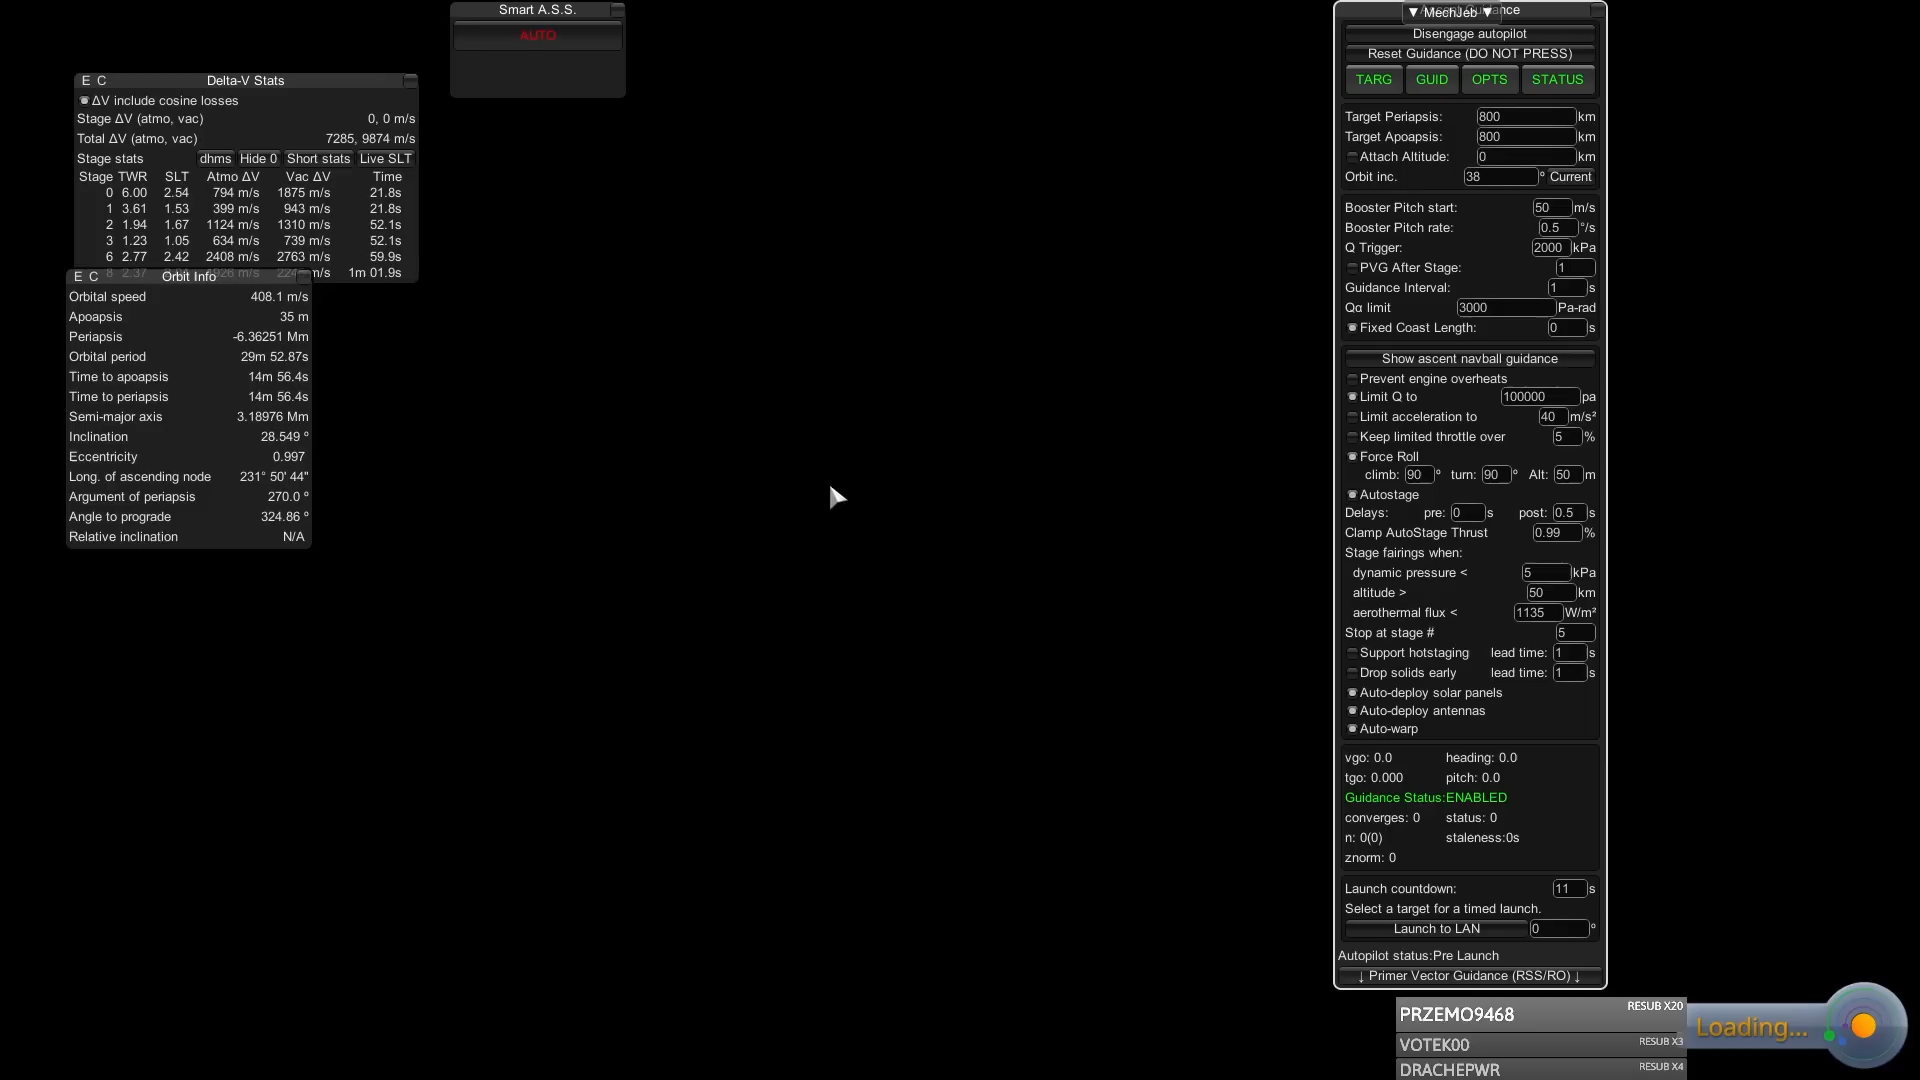 Smart A.S.S.
AUTO
E C Delta-V Stats
ΔV include cosine losses
Stage ΔV (atmo, vac) 0, 0 m/s
Total ΔV (atmo, vac) 7285, 9874 m/s
Stage stats dhms Hide 0 Short stats Live SLT
Stage TWR SLT Atmo ΔV Vac ΔV Time
0 6.00 2.54 794 m/s 1875 m/s 21.8s
1 3.61 1.53 399 m/s 943 m/s 21.8s
2 1.94 1.67 1124 m/s 1310 m/s 52.1s
3 1.23 1.05 634 m/s 739 m/s 52.1s
6 2.77 2.42 2408 m/s 2763 m/s 59.9s
8 2.37 m/s m/s 1m 01.9s
E C Orbit Info
Orbital speed 408.1 m/s
Apoapsis 35 m
Periapsis -6.36251 Mm
Orbital period 29m 52.87s
Time to apoapsis 14m 56.4s
Time to periapsis 14m 56.4s
Semi-major axis 3.18976 Mm
Inclination 28.549 º
Eccentricity 0.997
Long. of ascending node 231° 50' 44"
Argument of periapsis 270.0 º
Angle to prograde 324.86 º
Relative inclination N/A
▼ MechJeb ▼
Disengage autopilot
Reset Guidance (DO NOT PRESS)
TARG GUID OPTS STATUS
Target Periapsis: 800 km
Target Apoapsis: 800 km
Attach Altitude: 0 km
Orbit inc. 38 º Current
Booster Pitch start: 50 m/s
Booster Pitch rate: 0.5 °/s
Q Trigger: 2000 kPa
PVG After Stage: 1
Guidance Interval: 1 s
Qα limit 3000 Pa-rad
Fixed Coast Length: 0 s
Show ascent navball guidance
Prevent engine overheats
Limit Q to 100000 pa
Limit acceleration to 40 m/s²
Keep limited throttle over 5 %
Force Roll
climb: 90 º turn: 90 º Alt: 50 m
Autostage
Delays: pre: 0 s post: 0.5 s
Clamp AutoStage Thrust 0.99 %
Stage fairings when:
dynamic pressure < 5 kPa
altitude > 50 km
aerothermal flux < 1135 W/m²
Stop at stage # 5
Support hotstaging lead time: 1 s
Drop solids early lead time: 1 s
Auto-deploy solar panels
Auto-deploy antennas
Auto-warp
vgo: 0.0 heading: 0.0
tgo: 0.000 pitch: 0.0
Guidance Status:ENABLED
converges: 0 status: 0
n: 0(0) staleness:0s
znorm: 0
Launch countdown: 11 s
Select a target for a timed launch.
Launch to LAN 0 º
Autopilot status:Pre Launch
↓ Primer Vector Guidance (RSS/RO) ↓
PRZEMO9468 RESUB X20
VOTEK00 RESUB X3
DRACHEPWR RESUB X4
Loading...